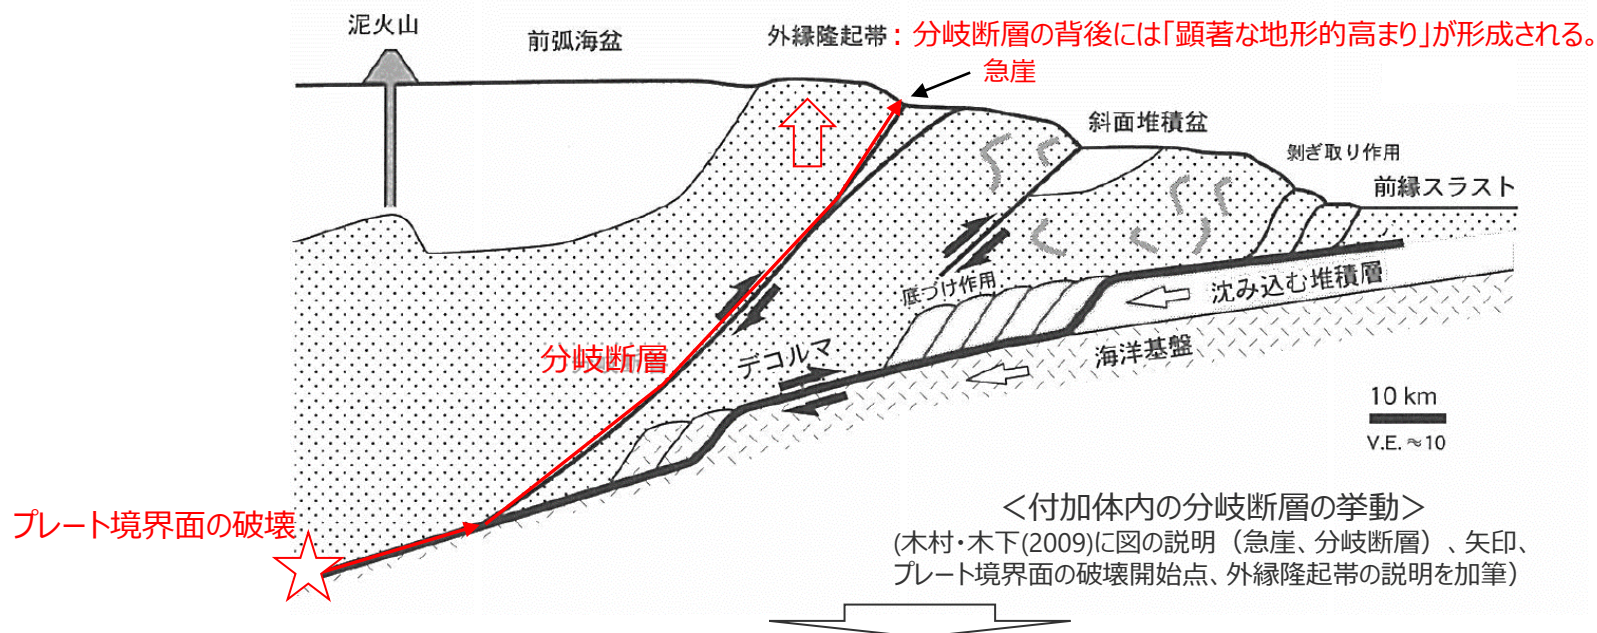 泥火山
前弧海盆
外縁隆起帯：分岐断層の背後には「顕著な地形的高まり」が形成される。
急崖
斜面堆積盆
剝ぎ取り作用
前縁スラスト
底づけ作用
沈み込む堆積層
分岐断層
デコルマ
海洋基盤
10 km
V.E. ≈10
プレート境界面の破壊
＜付加体内の分岐断層の挙動＞
(木村・木下(2009)に図の説明（急崖、分岐断層）、矢印、
プレート境界面の破壊開始点、外縁隆起帯の説明を加筆）